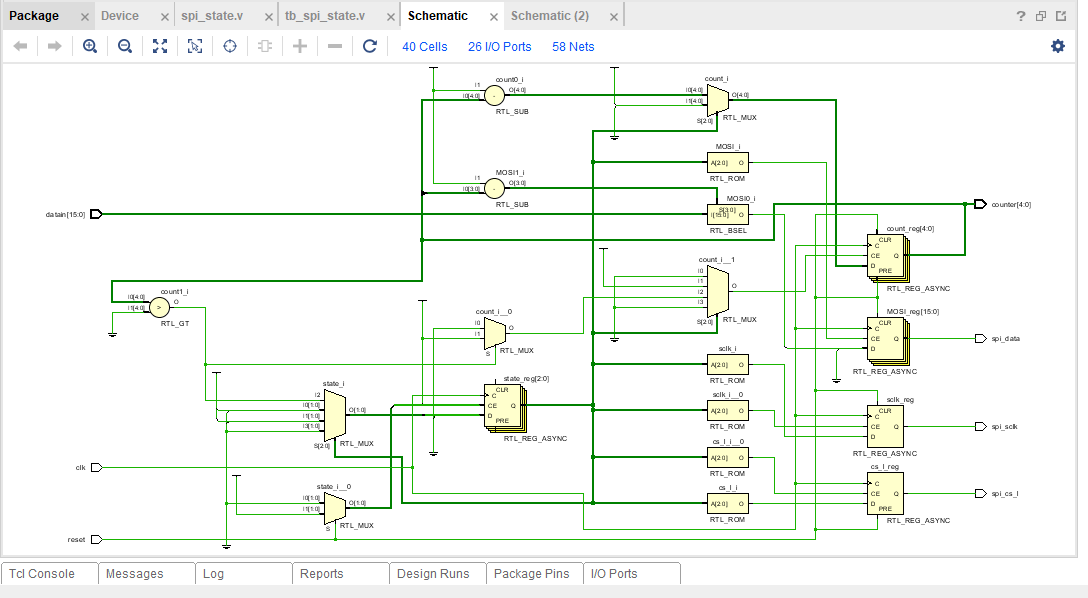 Package
Device
spi_state.v
tb_spi_state.v
Schematic
Schematic (2)
40 Cells
26 I/O Ports
58 Nets
count0_i
I1
I0[4:0]
O[4:0]
RTL_SUB
count_i
I0[4:0]
I1[4:0]
O[4:0]
S[2:0]
RTL_MUX
MOSI_i
A[2:0]
O
RTL_ROM
MOSI1_i
I1
I0[3:0]
O[3:0]
RTL_SUB
MOSI0_i
S[3:0]
I[15:0]
O
RTL_BSEL
datain[15:0]
counter[4:0]
count_reg[4:0]
CLR
C
CE
Q
D
PRE
RTL_REG_ASYNC
count_i__1
I0
I1
I2
I3
O
S[2:0]
RTL_MUX
count1_i
I0[4:0]
I1[4:0]
O
>
RTL_GT
count_i__0
I0
I1
O
S
RTL_MUX
MOSI_reg[15:0]
CLR
C
CE
Q
D
RTL_REG_ASYNC
spi_data
sclk_i
A[2:0]
O
RTL_ROM
state_i
I2
I0[1:0]
I1[1:0]
I3[1:0]
O[1:0]
S[2:0]
RTL_MUX
state_reg[2:0]
CLR
C
CE
Q
D
PRE
RTL_REG_ASYNC
sclk_i__0
A[2:0]
O
RTL_ROM
sclk_reg
CLR
C
CE
Q
D
RTL_REG_ASYNC
spi_sclk
cs_l_i__0
A[2:0]
O
RTL_ROM
clk
cs_l_reg
C
CE
Q
D
PRE
RTL_REG_ASYNC
spi_cs_l
state_i__0
I0[1:0]
I1[1:0]
O[1:0]
S
RTL_MUX
cs_l_i
A[2:0]
O
RTL_ROM
reset
Tcl Console
Messages
Log
Reports
Design Runs
Package Pins
I/O Ports